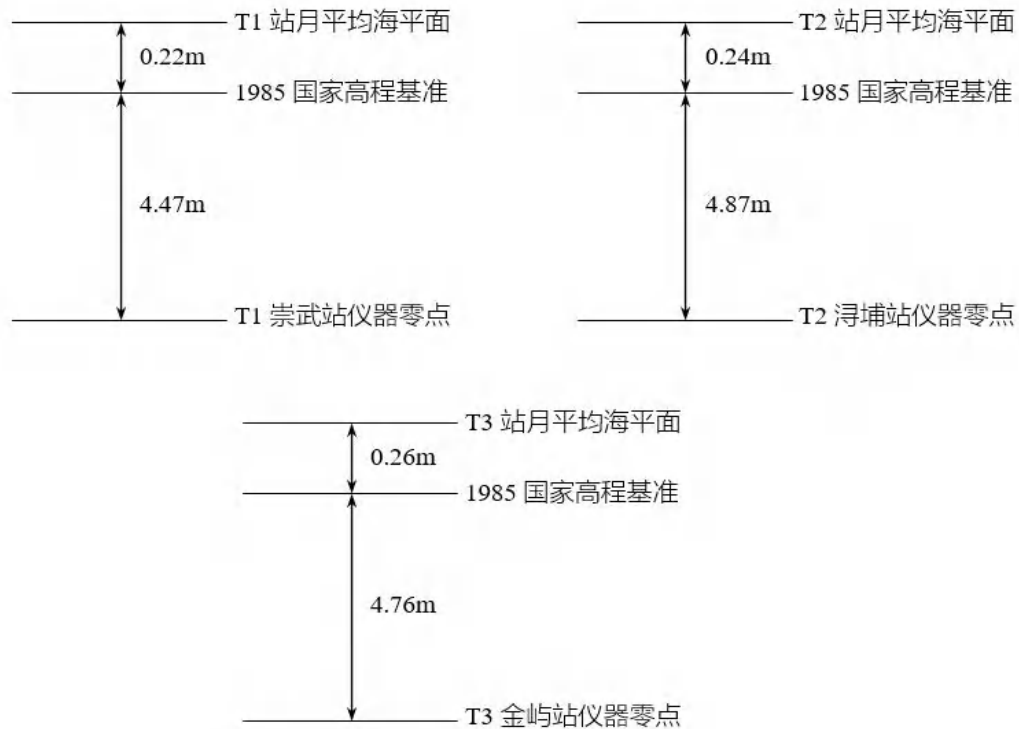 T1 站月平均海平面
0.22m
1985 国家高程基准
4.47m
T1 崇武站仪器零点
T2 站月平均海平面
0.24m
1985 国家高程基准
4.87m
T2 浔埔站仪器零点
T3 站月平均海平面
0.26m
1985 国家高程基准
4.76m
T3 金屿站仪器零点